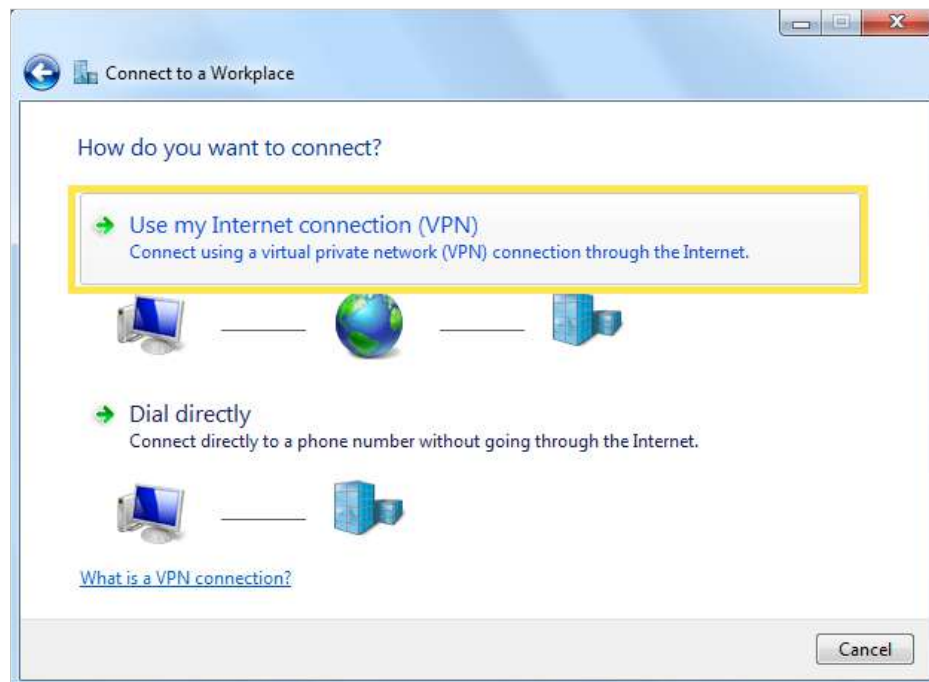 Connect to a Workplace
How do you want to connect?
Use my Internet connection (VPN)
Connect using a virtual private network (VPN) connection through the Internet.
Dial directly
Connect directly to a phone number without going through the Internet.
What is a VPN connection?
Cancel